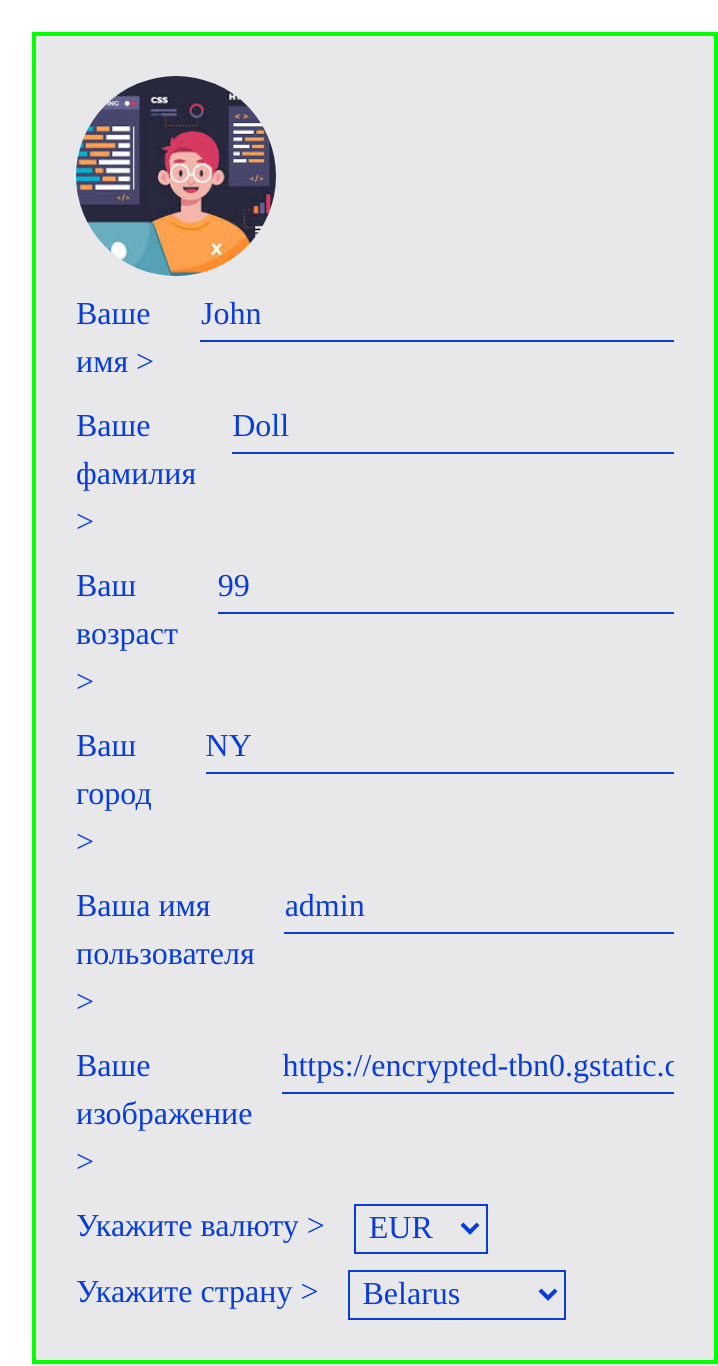 CSS
Ваше
имя >
John
Ваше
фамилия
>
Doll
Ваш
возраст
>
99
Ваш
город
>
NY
Ваша имя
пользователя
>
admin
Ваше
изображение
>
https://encrypted-tbn0.gstatic.c
Укажите валюту >
EUR
Укажите страну >
Belarus